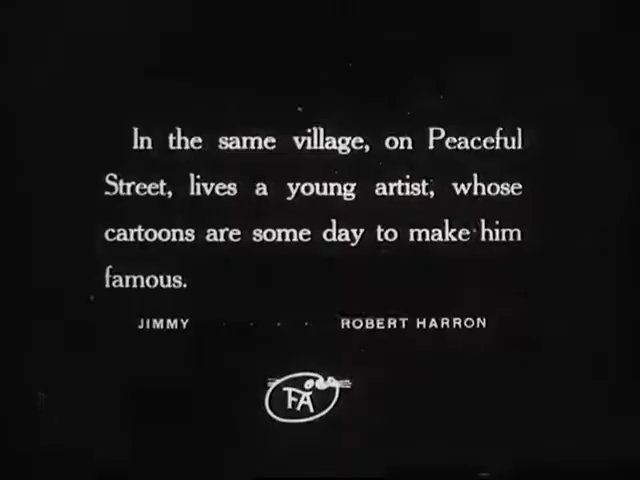 In the same village, on Peaceful
Street, lives a young artist, whose
cartoons are some day to make him
famous.
JIMMY . . . . ROBERT HARRON
FA